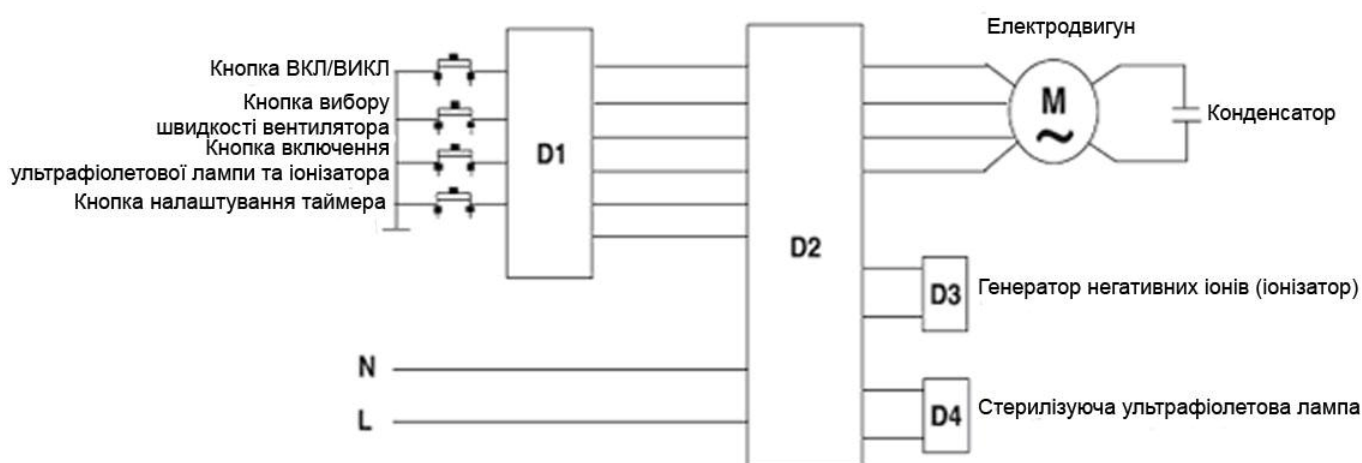 Електродвигун
Кнопка ВКЛ/ВИКЛ
Кнопка вибору
швидкості вентилятора
Кнопка включення
ультрафіолетової лампи та іонізатора
Кнопка налаштування таймера
D1
D2
M
~
Конденсатор
D3
Генератор негативних іонів (іонізатор)
N
L
D4
Стерилізуюча ультрафіолетова лампа